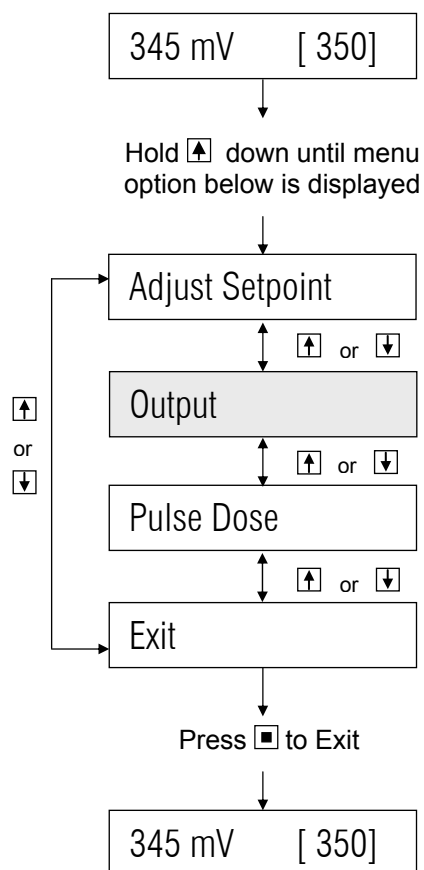 345 mV [ 350]
Hold down until menu
option below is displayed
Adjust Setpoint
or
Output
or
or
Pulse Dose
or
Exit
Press to Exit
345 mV [ 350]